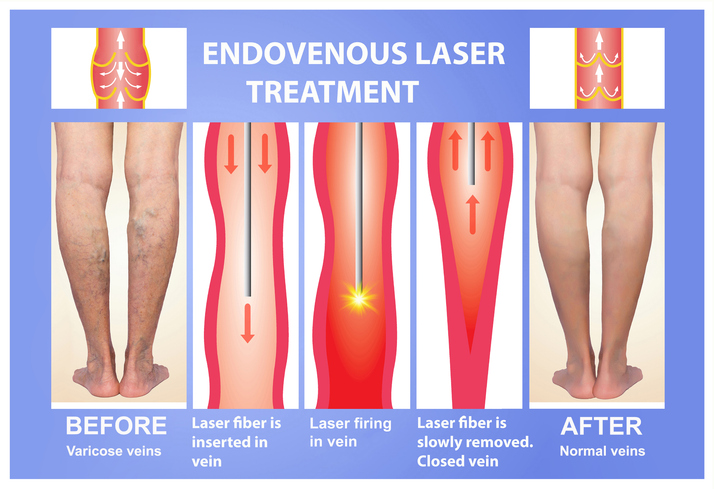 ENDOVENOUS LASER
TREATMENT
BEFORE
Varicose veins
Laser fiber is
inserted in
vein
Laser firing
in vein
Laser fiber is
slowly removed.
Closed vein
AFTER
Normal veins